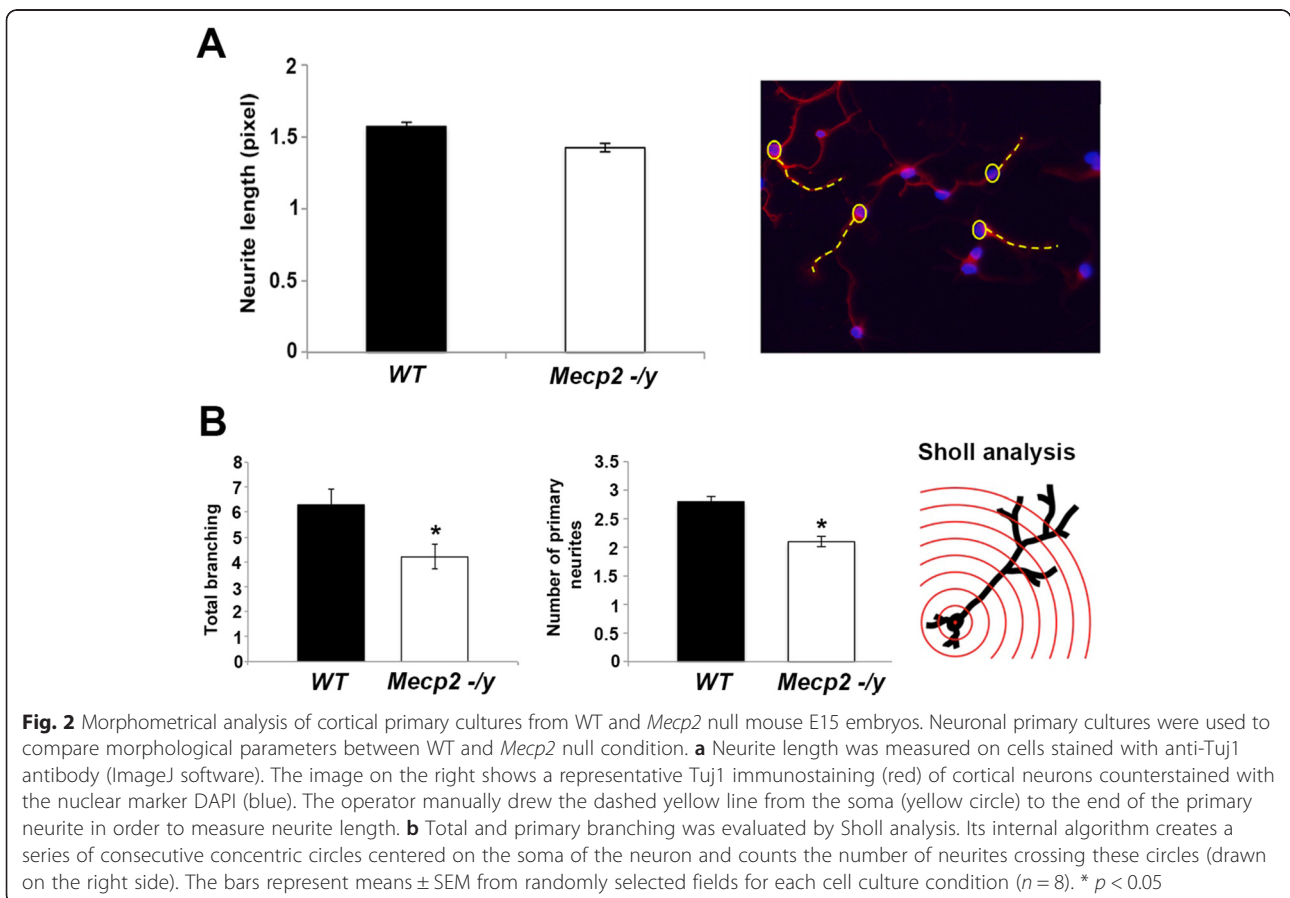 A
2
1.5
1
0.5
0
Neurite length (pixel)
WT
Mecp2 -/y
B
8
7
6
5
4
3
2
1
0
Total branching
*
WT
Mecp2 -/y
3.5
3
2.5
2
1.5
1
0.5
0
Number of primary
neurites
*
WT
Mecp2 -/y
Sholl analysis
Fig. 2 Morphometrical analysis of cortical primary cultures from WT and Mecp2 null mouse E15 embryos. Neuronal primary cultures were used to
compare morphological parameters between WT and Mecp2 null condition. a Neurite length was measured on cells stained with anti-Tuj1
antibody (ImageJ software). The image on the right shows a representative Tuj1 immunostaining (red) of cortical neurons counterstained with
the nuclear marker DAPI (blue). The operator manually drew the dashed yellow line from the soma (yellow circle) to the end of the primary
neurite in order to measure neurite length. b Total and primary branching was evaluated by Sholl analysis. Its internal algorithm creates a
series of consecutive concentric circles centered on the soma of the neuron and counts the number of neurites crossing these circles (drawn
on the right side). The bars represent means ± SEM from randomly selected fields for each cell culture condition (n = 8). * p < 0.05